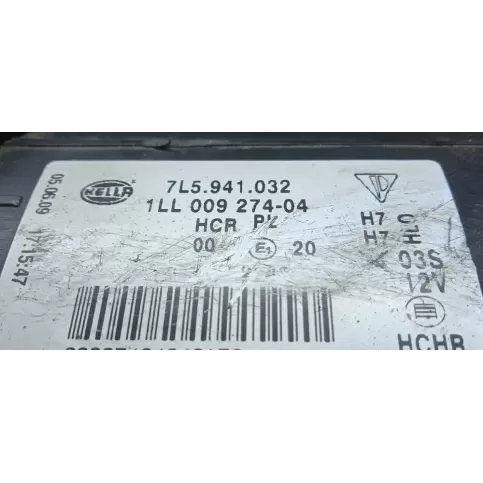 05.06.09 17:15:47
HELLA
7L5.941.032
1LL 009 274-04
HCR PL
00 E1 20
H7
H7 HL
03S
12V
HCHR